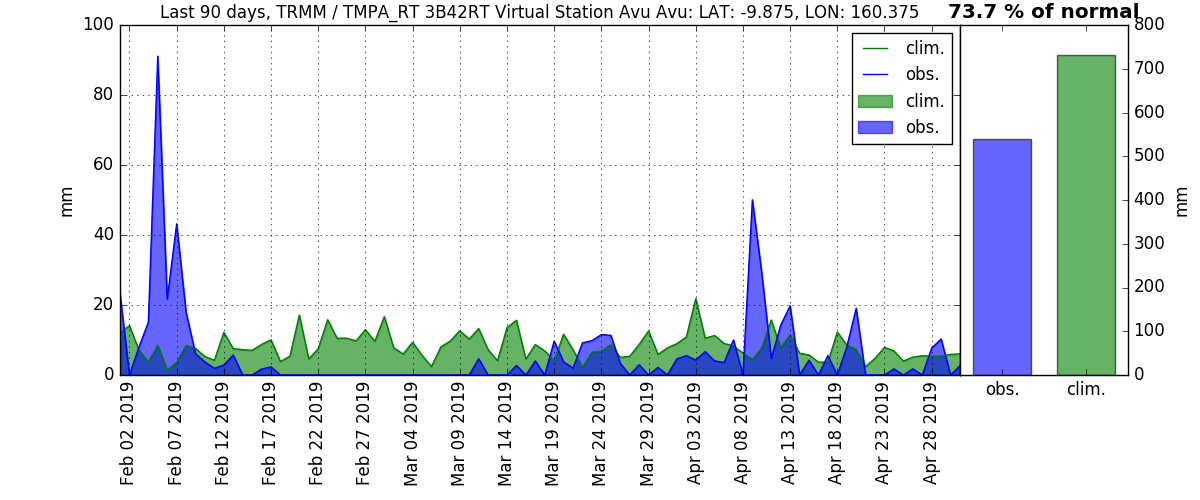 Last 90 days, TRMM / TMPA_RT 3B42RT Virtual Station Avu Avu: LAT: -9.875, LON: 160.375
73.7 % of normal
100
80
60
40
20
0
mm
clim.
obs.
clim.
obs.
800
700
600
500
400
300
200
100
0
mm
obs.
clim.
Feb 02 2019
Feb 07 2019
Feb 12 2019
Feb 17 2019
Feb 22 2019
Feb 27 2019
Mar 04 2019
Mar 09 2019
Mar 14 2019
Mar 19 2019
Mar 24 2019
Mar 29 2019
Apr 03 2019
Apr 08 2019
Apr 13 2019
Apr 18 2019
Apr 23 2019
Apr 28 2019